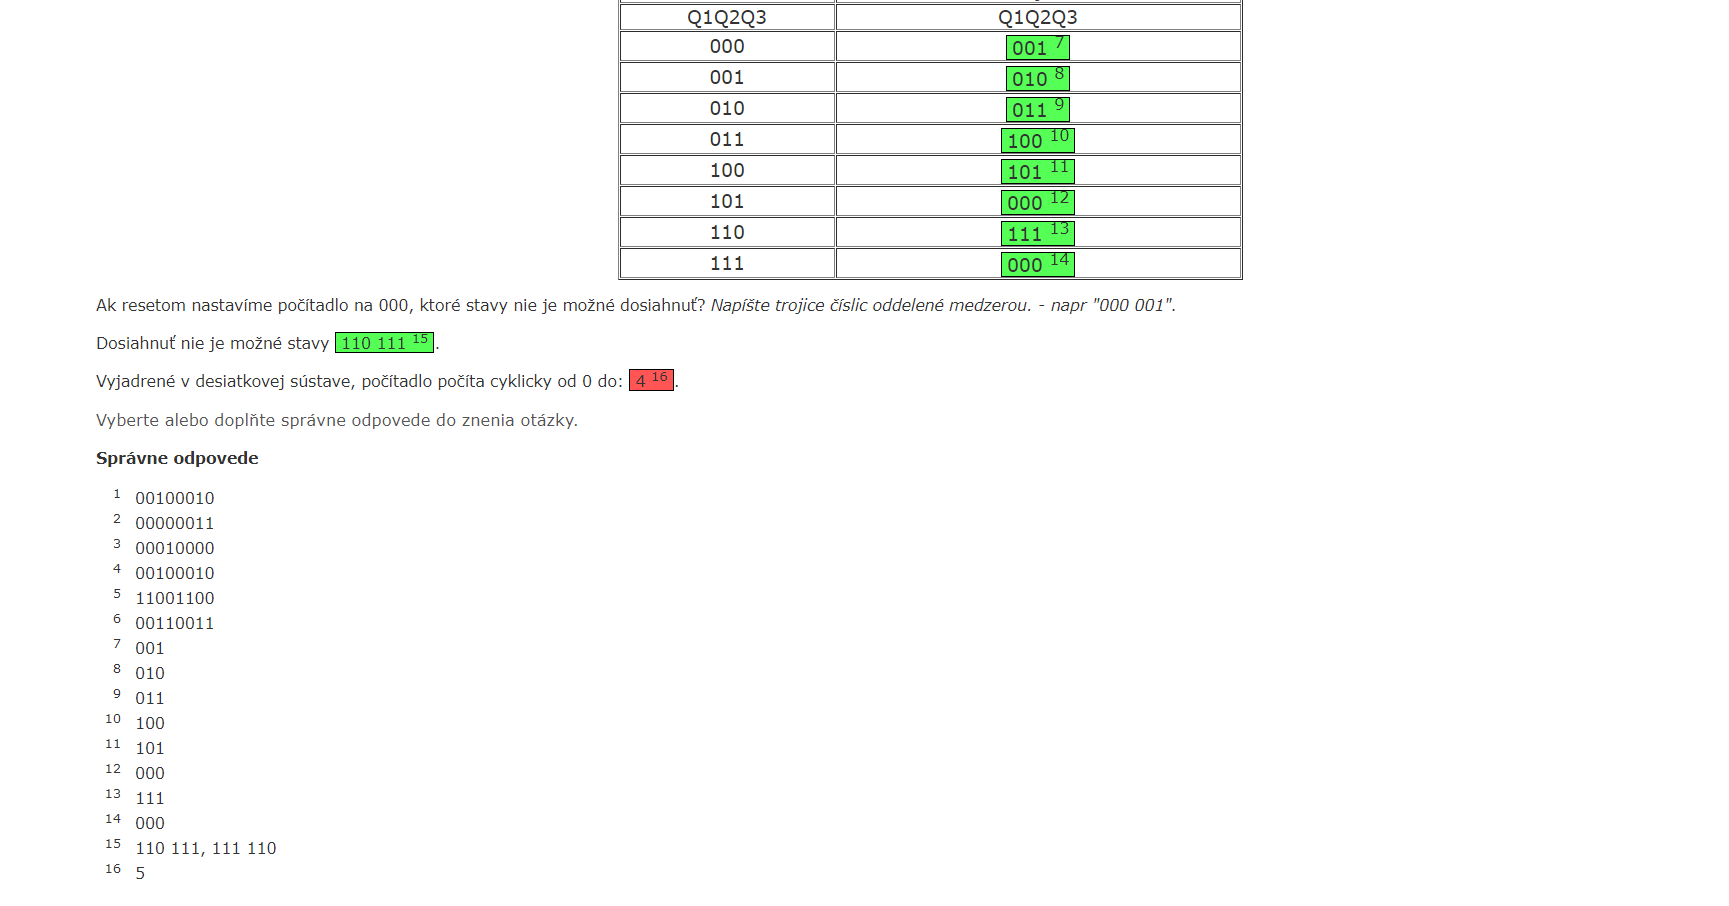 Q1Q2Q3 Q1Q2Q3
000 001 7
001 010 8
010 011 9
011 100 10
100 101 11
101 000 12
110 111 13
111 000 14
Ak resetom nastavíme počítadlo na 000, ktoré stavy nie je možné dosiahnuť? Napíšte trojice číslic oddelené medzerou. - napr "000 001".
Dosiahnuť nie je možné stavy 110 111 15.
Vyjadrené v desiatkovej sústave, počítadlo počíta cyklicky od 0 do: 4 16.
Vyberte alebo doplňte správne odpovede do znenia otázky.
Správne odpovede
1 00100010
2 00000011
3 00010000
4 00100010
5 11001100
6 00110011
7 001
8 010
9 011
10 100
11 101
12 000
13 111
14 000
15 110 111, 111 110
16 5